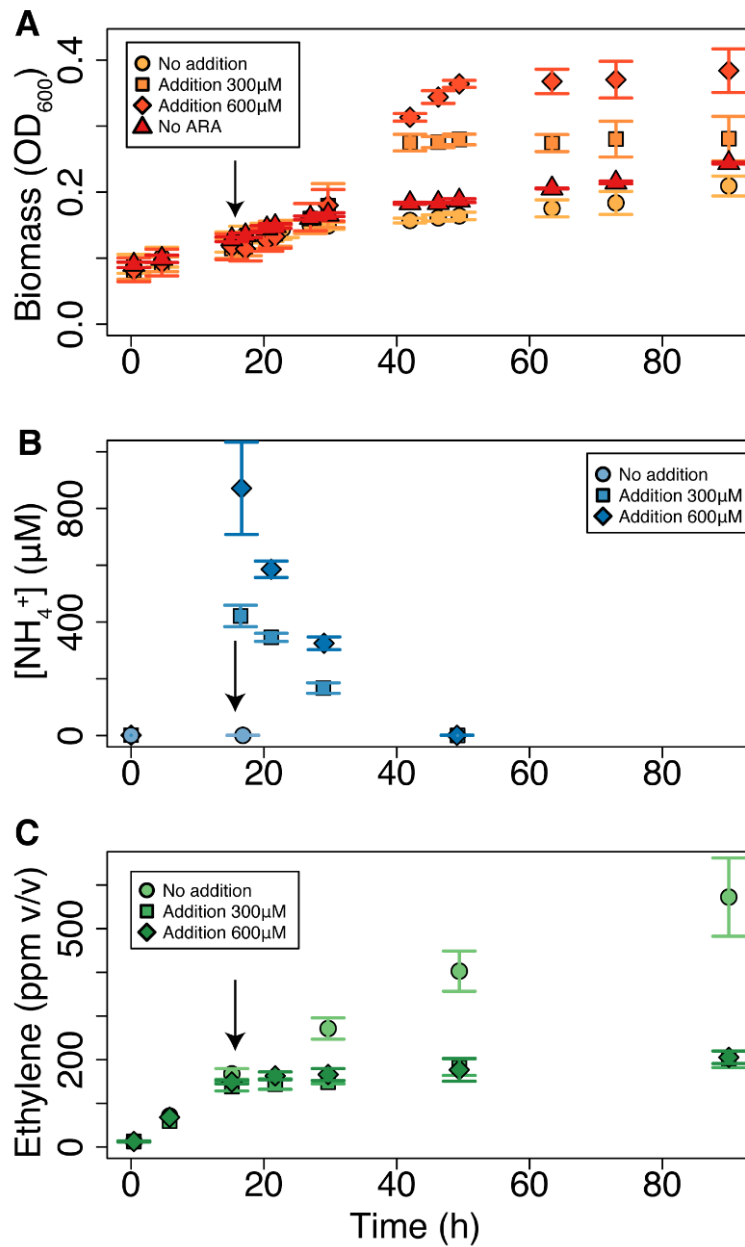 A
Biomass (OD600)
0.0 0.2 0.4
No addition
Addition 300μM
Addition 600μM
No ARA
0 20 40 60 80
B
[NH4+] (μM)
0 400 800
No addition
Addition 300μM
Addition 600μM
0 20 40 60 80
C
Ethylene (ppm v/v)
0 200 500
No addition
Addition 300μM
Addition 600μM
0 20 40 60 80
Time (h)